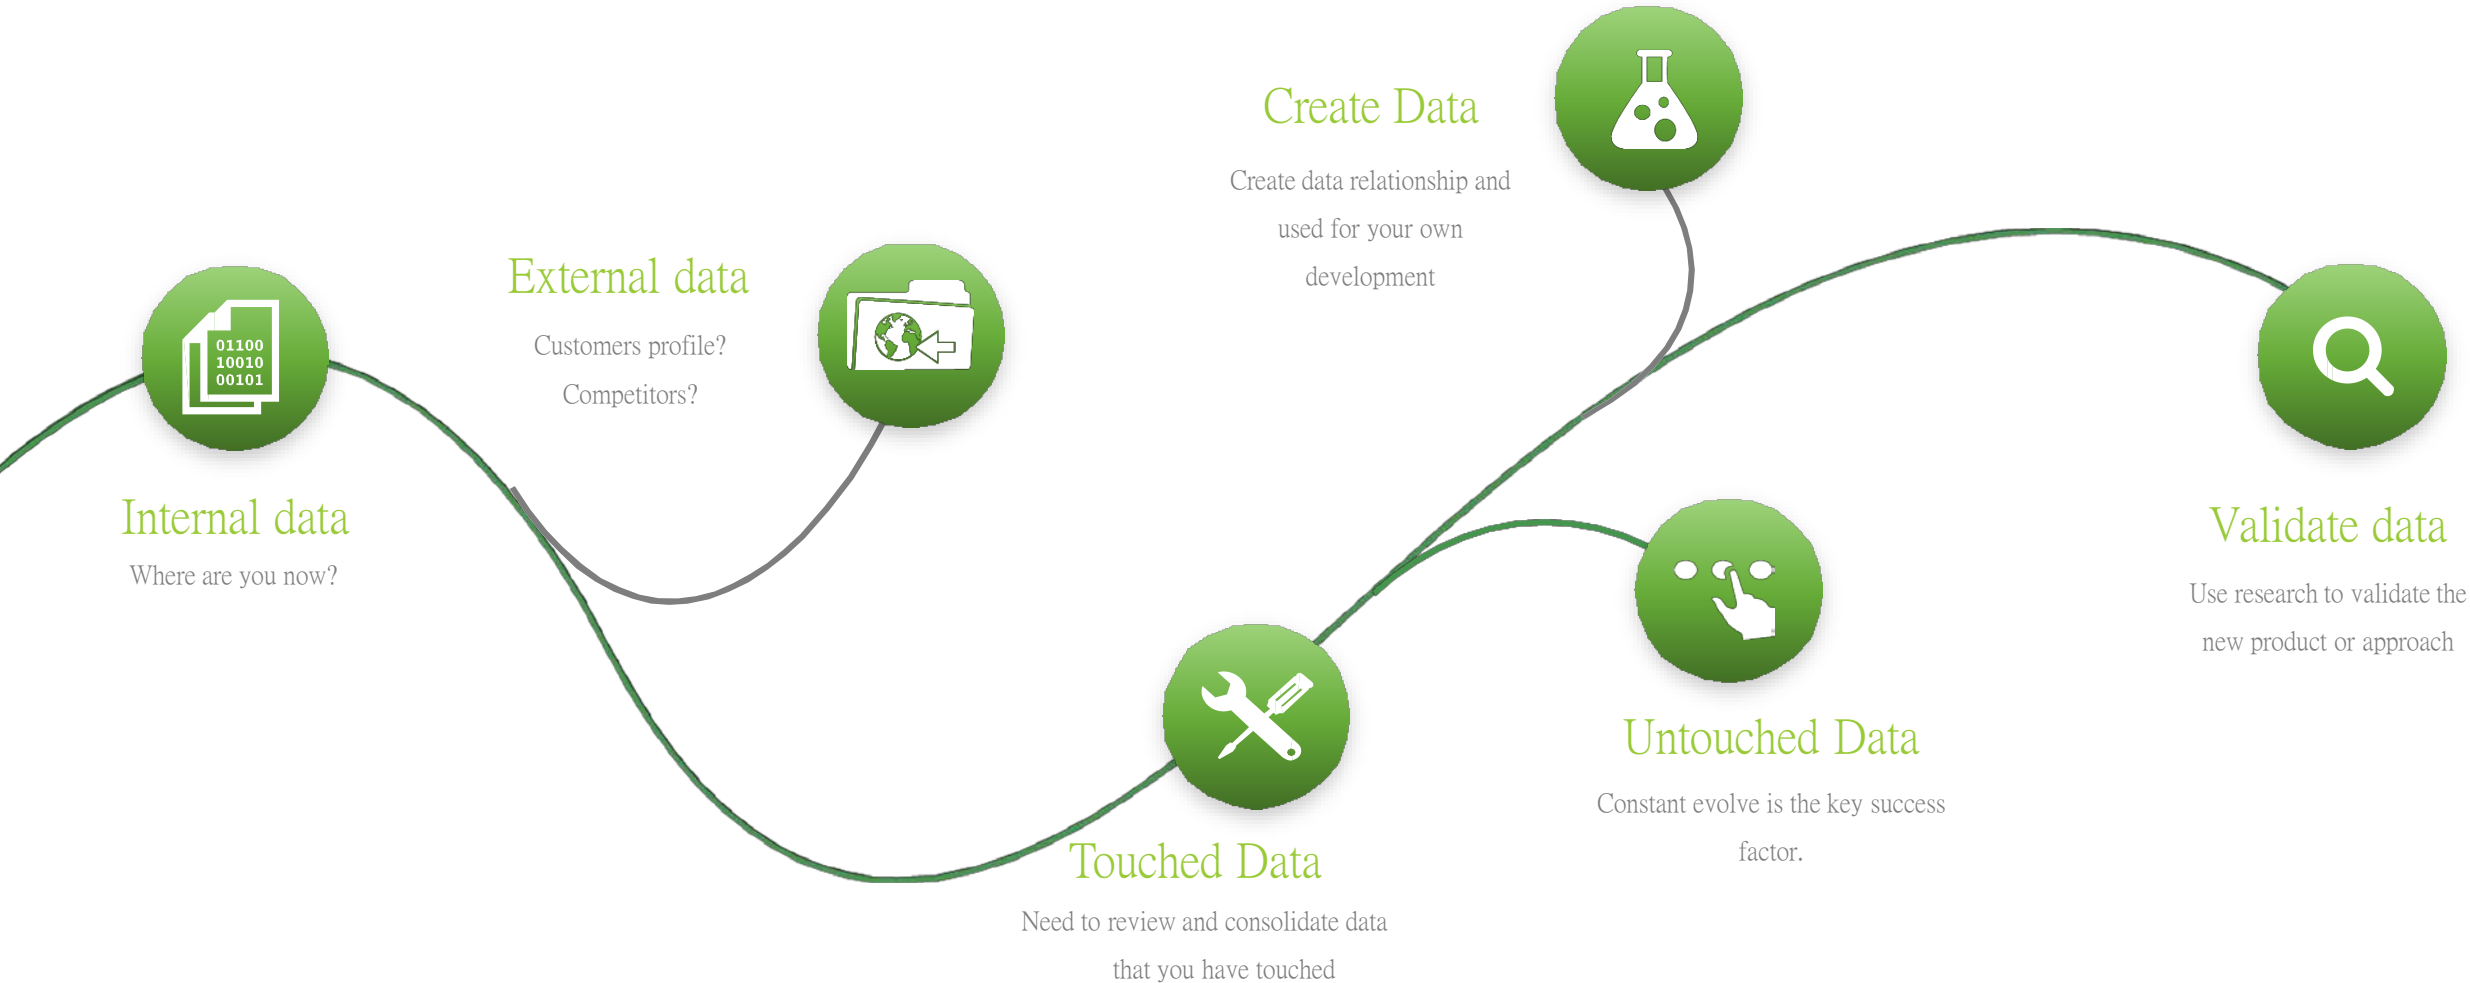 Internal data
Where are you now?
01100
10010
00101
External data
Customers profile?
Competitors?
Touched Data
Need to review and consolidate data
that you have touched
Create Data
Create data relationship and
used for your own
development
Untouched Data
Constant evolve is the key success
factor.
Validate data
Use research to validate the
new product or approach